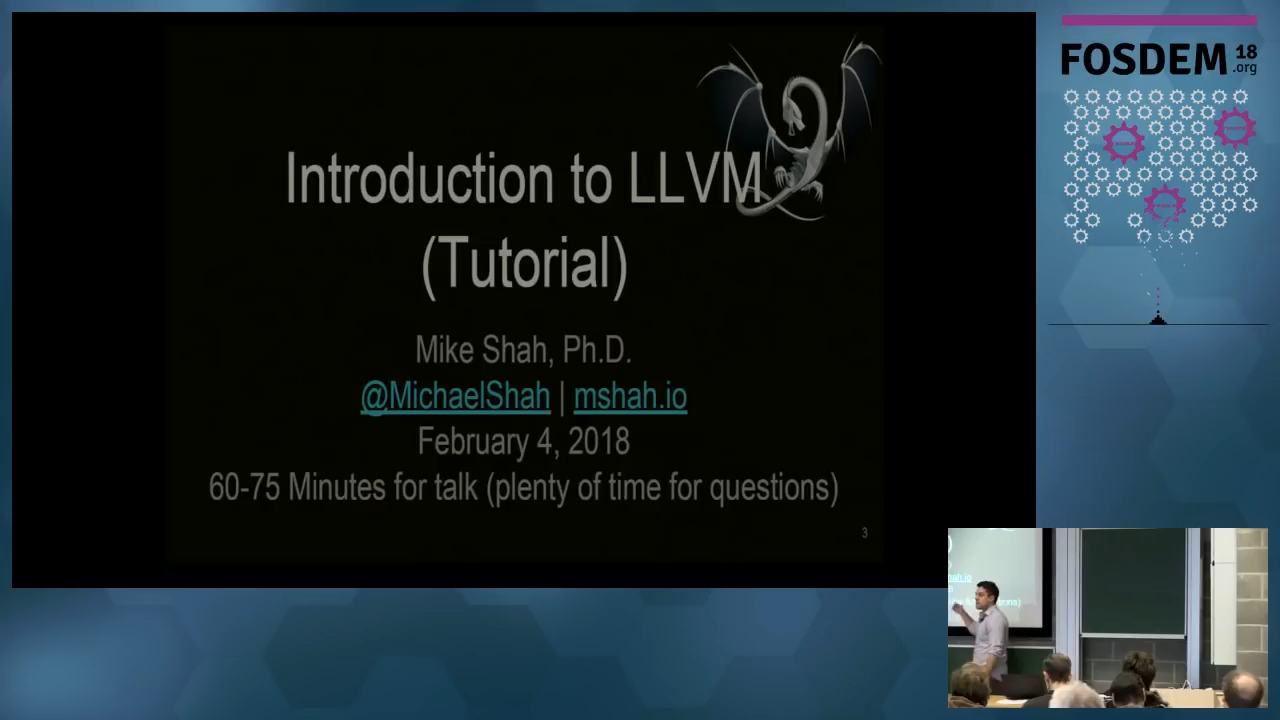 Introduction to LLVM
(Tutorial)
Mike Shah, Ph.D.
@MichaelShah | mshah.io
February 4, 2018
60-75 Minutes for talk (plenty of time for questions)
3
FOSDEM 18
.org